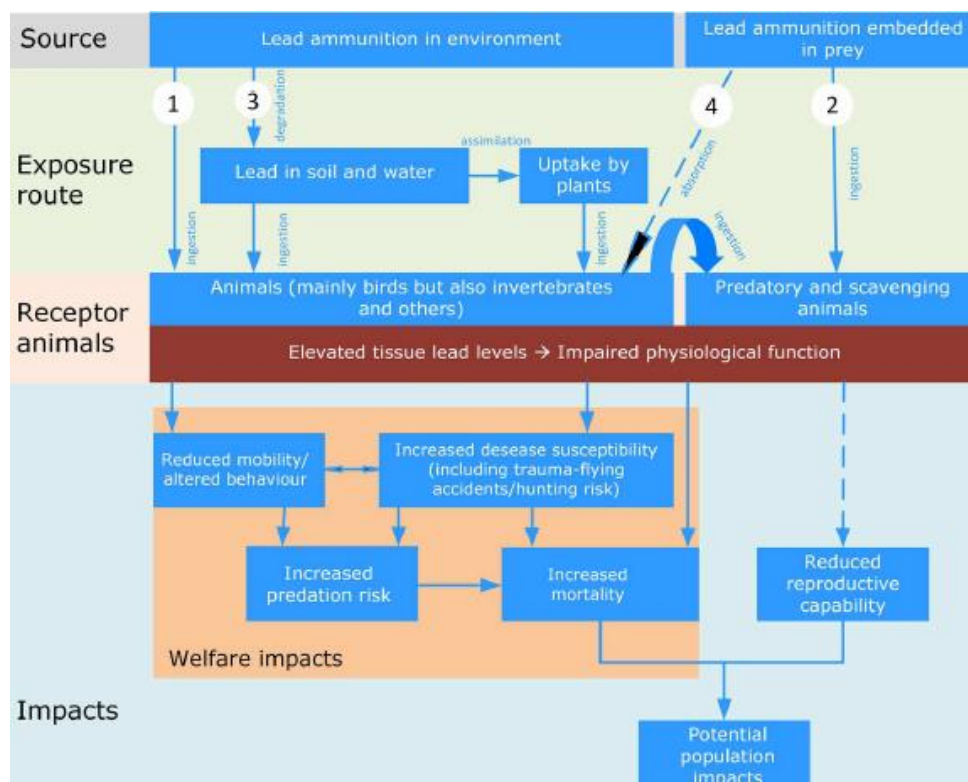 Source
Lead ammunition in environment
Lead ammunition embedded
in prey
1
3
4
2
degradation
absorption
ingestion
Exposure
route
assimilation
Lead in soil and water
Uptake by
plants
ingestion
ingestion
ingestion
ingestion
Receptor
animals
Animals (mainly birds but also invertebrates
and others)
Predatory and scavenging
animals
Elevated tissue lead levels → Impaired physiological function
Reduced mobility/
altered behaviour
Increased desease susceptibility
(including trauma-flying
accidents/hunting risk)
Increased
predation risk
Increased
mortality
Reduced
reproductive
capability
Welfare impacts
Impacts
Potential
population
impacts